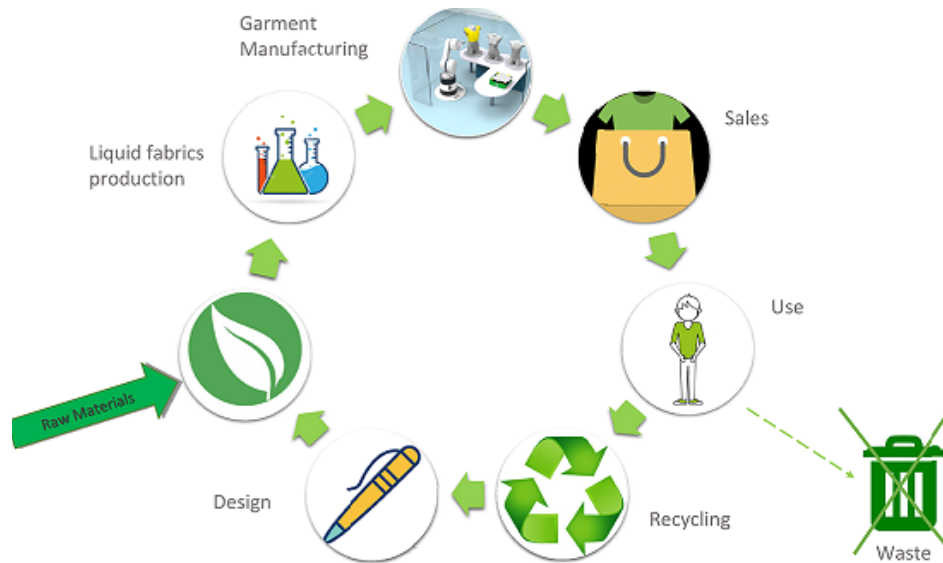 Garment
Manufacturing
Sales
Liquid fabrics
production
Use
Raw Materials
Design
Recycling
Waste